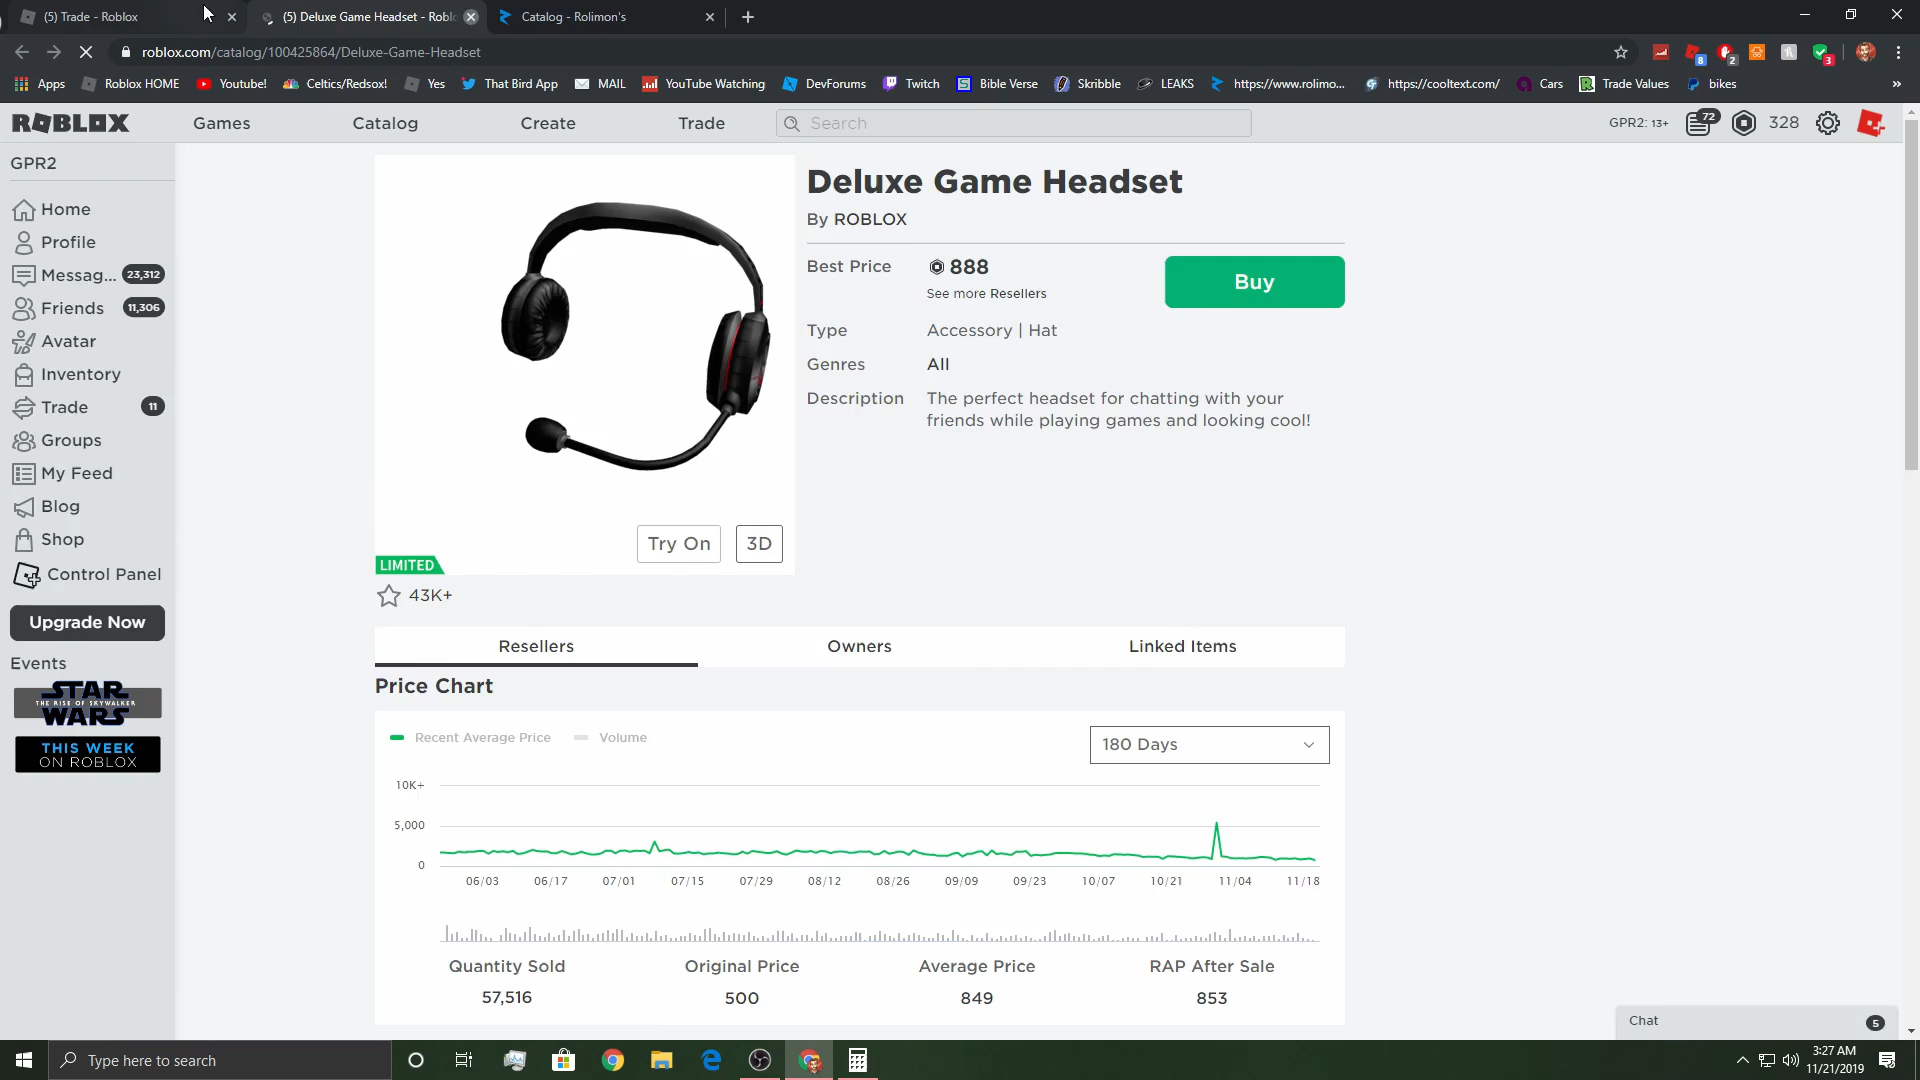 (5) Trade - Roblox
(5) Deluxe Game Headset - Roblo
Catalog - Rolimon's
roblox.com/catalog/100425864/Deluxe-Game-Headset
8
2
3
Apps
Roblox HOME
Youtube!
Celtics/Redsox!
Yes
That Bird App
MAIL
YouTube Watching
DevForums
Twitch
Bible Verse
Skribble
LEAKS
https://www.rolimo...
https://cooltext.com/
Cars
Trade Values
bikes
»
ROBLOX
Games
Catalog
Create
Trade
Search
GPR2: 13+
72
328
GPR2
Home
Profile
Messag... 23,312
Friends 11,306
Avatar
Inventory
Trade 11
Groups
My Feed
Blog
Shop
Control Panel
Upgrade Now
Events
STAR
THE RISE OF SKYWALKER
WARS
THIS WEEK
ON ROBLOX
Try On
3D
LIMITED
43K+
Deluxe Game Headset
By ROBLOX
Best Price
888
See more Resellers
Buy
Type
Accessory | Hat
Genres
All
Description
The perfect headset for chatting with your
friends while playing games and looking cool!
Resellers
Owners
Linked Items
Price Chart
Recent Average Price
Volume
180 Days
10K+
5,000
0
06/03 06/17 07/01 07/15 07/29 08/12 08/26 09/09 09/23 10/07 10/21 11/04 11/18
Quantity Sold
Original Price
Average Price
RAP After Sale
57,516
500
849
853
Chat
5
Type here to search
3:27 AM
11/21/2019